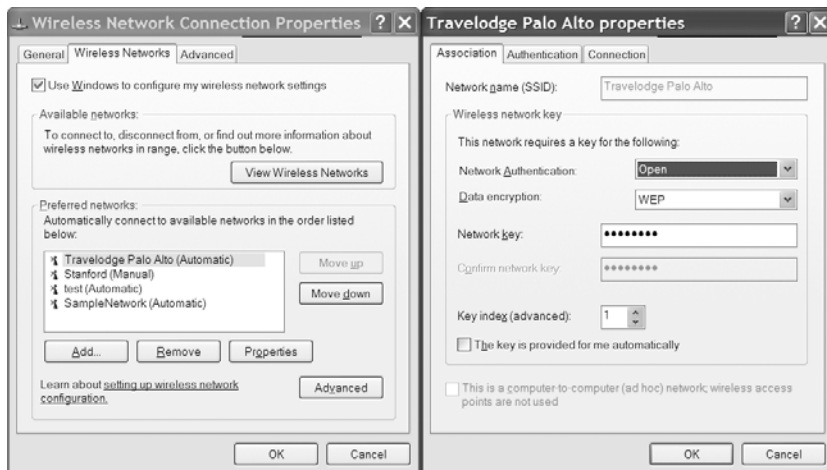 Wireless Network Connection Properties
General Wireless Networks Advanced
Use Windows to configure my wireless network settings
Available networks:
To connect to, disconnect from, or find out more information about
wireless networks in range, click the button below.
View Wireless Networks
Preferred networks:
Automatically connect to available networks in the order listed
below:
Travelodge Palo Alto (Automatic)
Stanford (Manual)
test (Automatic)
SampleNetwork (Automatic)
Move up
Move down
Add... Remove Properties
Learn about setting up wireless network
configuration.
Advanced
OK Cancel
Travelodge Palo Alto properties
Association Authentication Connection
Network name (SSID): Travelodge Palo Alto
Wireless network key
This network requires a key for the following:
Network Authentication: Open
Data encryption: WEP
Network key: ••••••••
Confirm network key: ••••••••
Key index (advanced): 1
The key is provided for me automatically
This is a computer-to-computer (ad hoc) network; wireless access
points are not used
OK Cancel